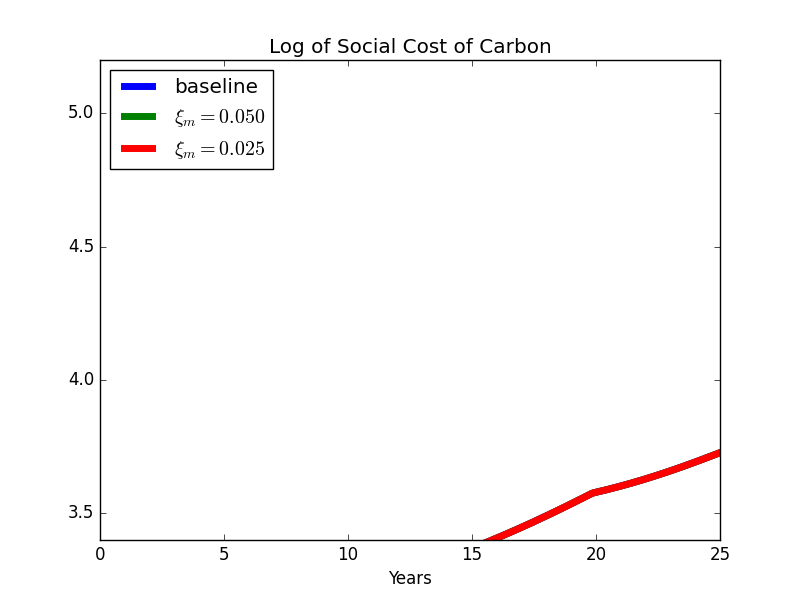 Log of Social Cost of Carbon
baseline
ξₘ = 0.050
ξₘ = 0.025
5.0
4.5
4.0
3.5
0 5 10 15 20 25
Years